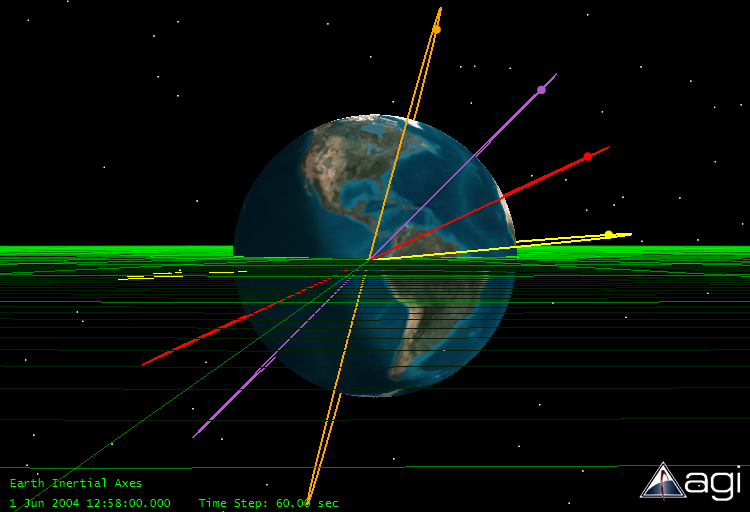 Earth Inertial Axes
1 Jun 2004 12:58:00.000 Time Step: 60.00 sec
agi